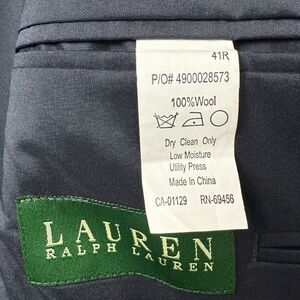 41R
P/O# 4900028573
100%Wool
Dry Clean Only
Low Moisture
Utility Press
Made In China
CA-01129 RN-69456
LAUREN
RALPH LAUREN